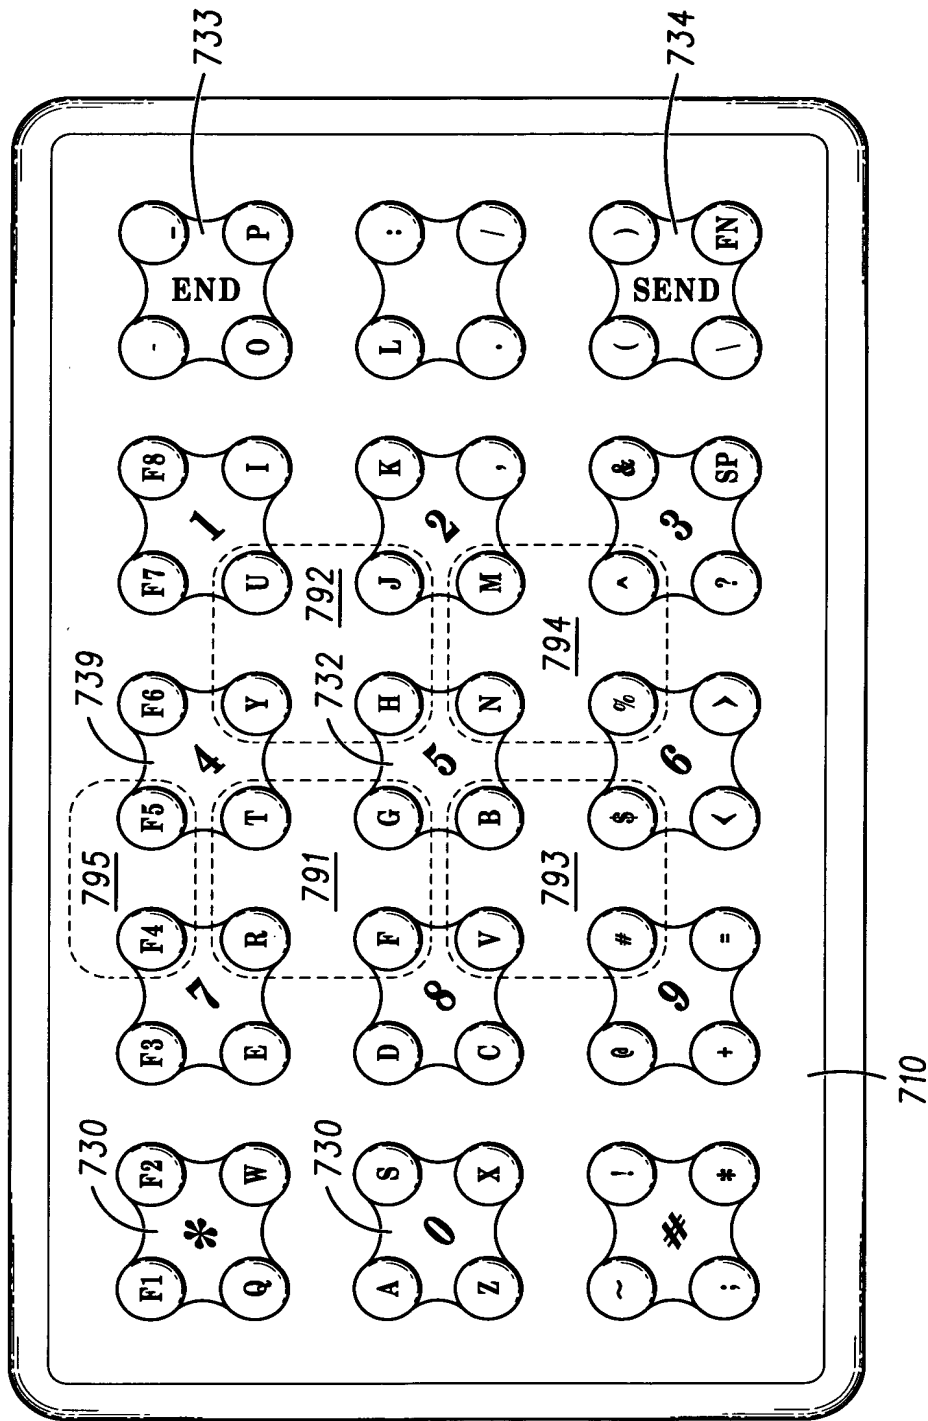 730 795 739
F1 F2 F3 F4 F5 F6 F7 F8 - _
* 7 4 1 END 733
Q W E R T Y U I O P
730 791 732 792
A S D F G H J K L :
0 8 5 2
Z X C V B N M , . /
793 794
~ ! @ # $ % ^ & ( )
# 9 6 3 SEND 734
; * + = < > ? SP \ FN
710